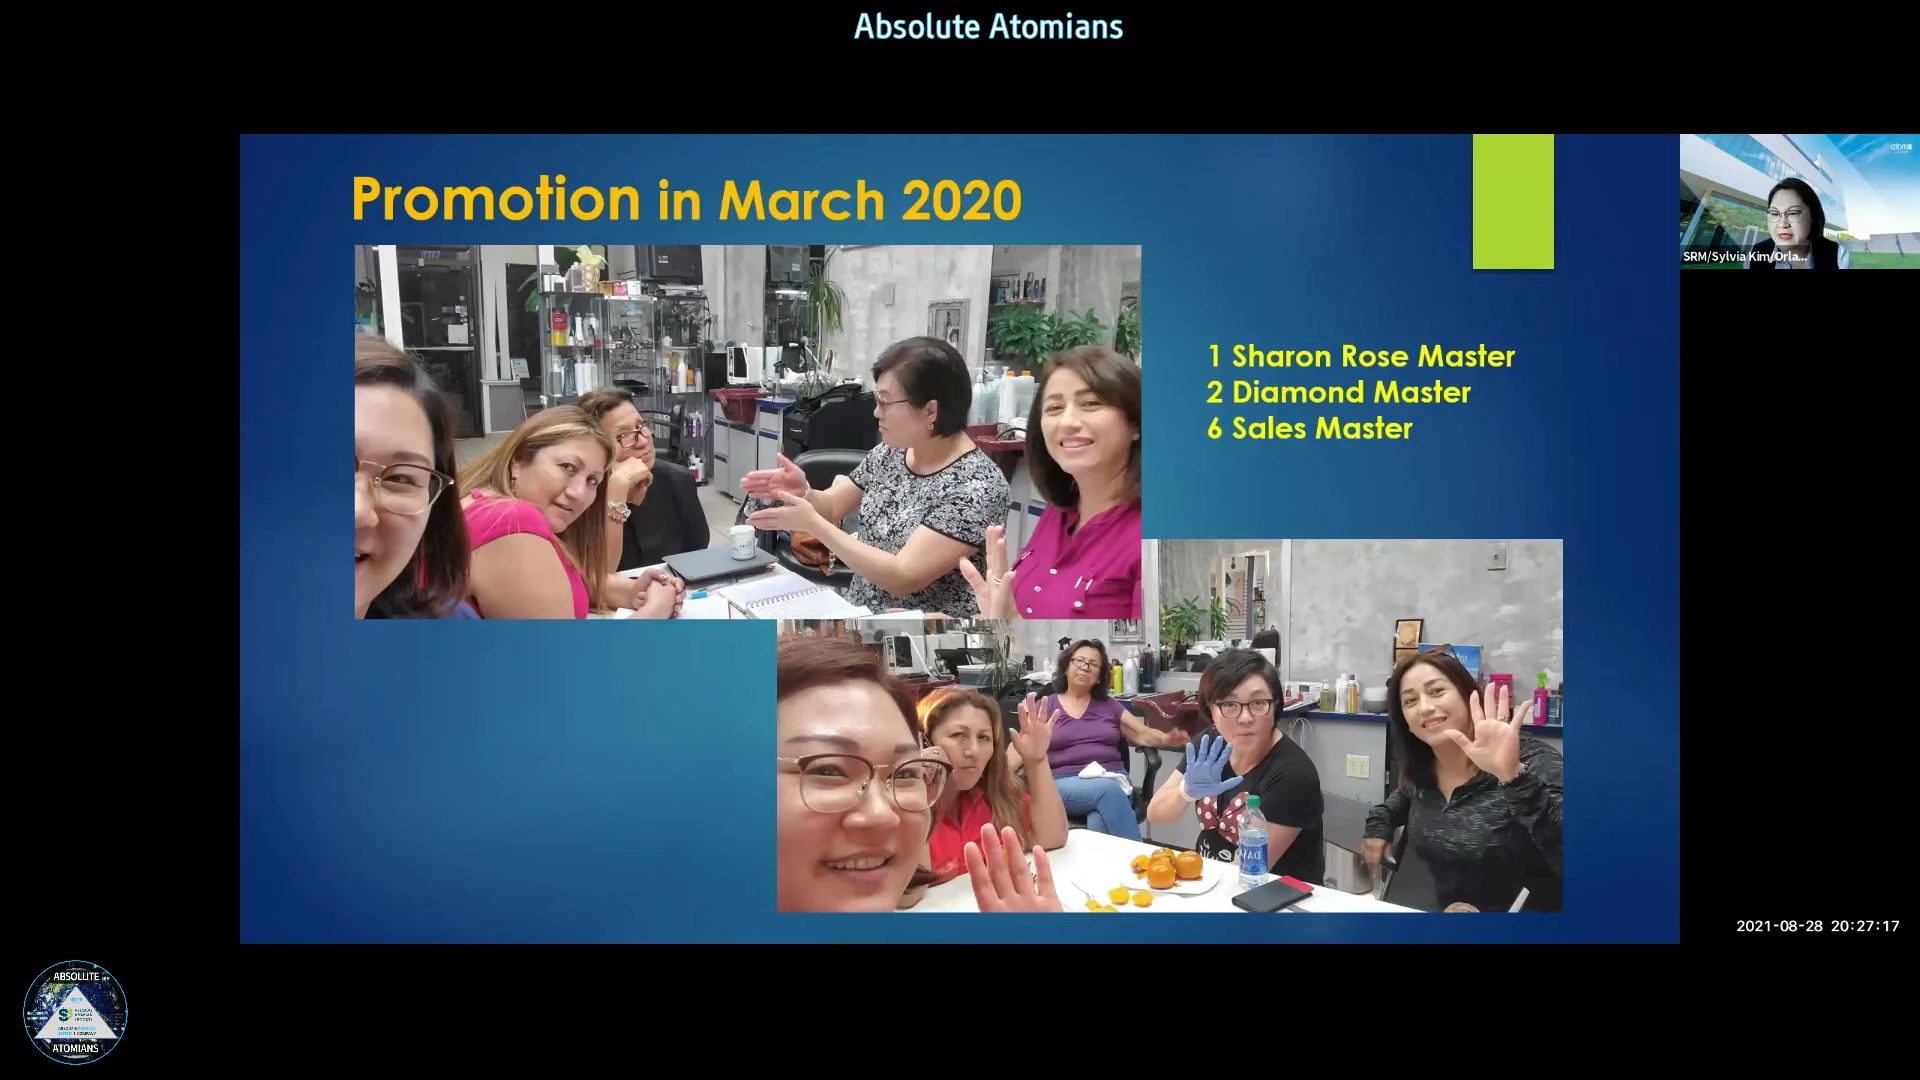 Absolute Atomians
Promotion in March 2020
1 Sharon Rose Master
2 Diamond Master
6 Sales Master
SRM/Sylvia Kim/Orla...
2021-08-28 20:27:17
ABSOLUTE
ATOMIANS